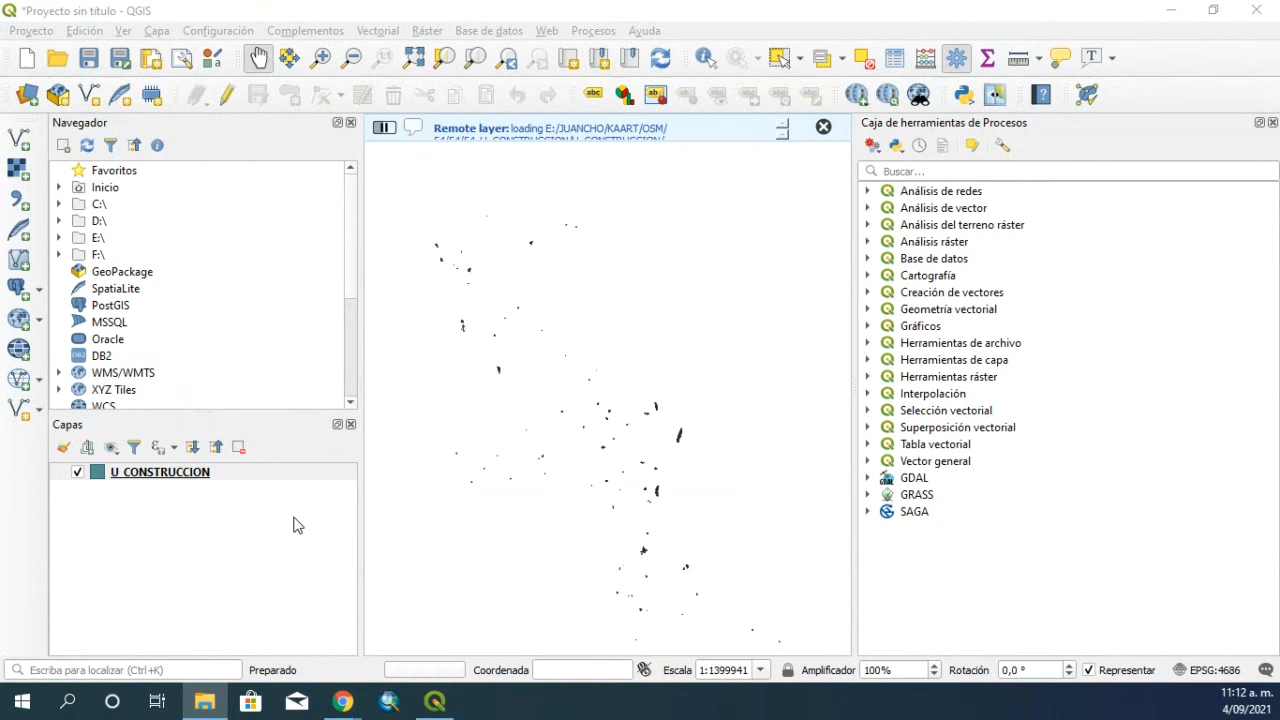 *Proyecto sin título - QGIS
Proyecto Edición Ver Capa Configuración Complementos Vectorial Ráster Base de datos Web Procesos Ayuda
abc
Navegador
Favoritos
Inicio
C:\
D:\
E:\
F:\
GeoPackage
SpatiaLite
PostGIS
MSSQL
Oracle
DB2
WMS/WMTS
XYZ Tiles
WCS
Capas
U_CONSTRUCCION
Remote layer: loading E:/JUANCHO/KAART/OSM/
Caja de herramientas de Procesos
Buscar...
Análisis de redes
Análisis de vector
Análisis del terreno ráster
Análisis ráster
Base de datos
Cartografía
Creación de vectores
Geometría vectorial
Gráficos
Herramientas de archivo
Herramientas de capa
Herramientas ráster
Interpolación
Selección vectorial
Superposición vectorial
Tabla vectorial
Vector general
GDAL
GRASS
SAGA
Escriba para localizar (Ctrl+K) Preparado Coordenada Escala 1:1399941 Amplificador 100% Rotación 0,0 ° Representar EPSG:4686
11:12 a. m.
4/09/2021